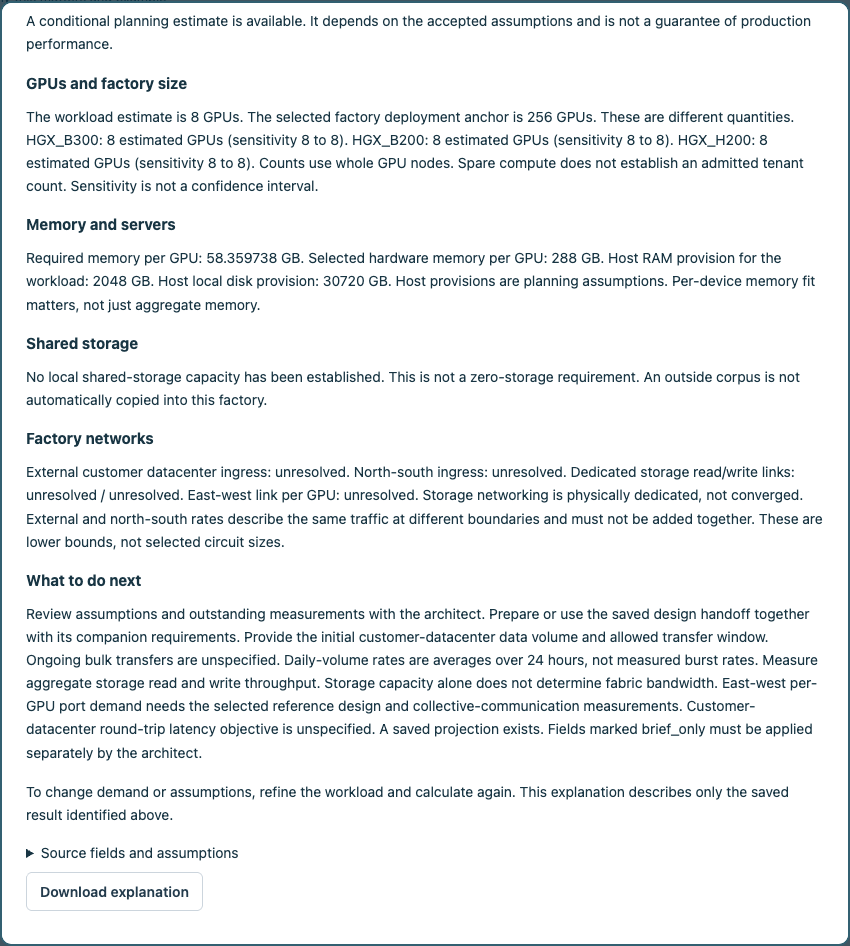 A conditional planning estimate is available. It depends on the accepted assumptions and is not a guarantee of production
performance.
GPUs and factory size
The workload estimate is 8 GPUs. The selected factory deployment anchor is 256 GPUs. These are different quantities.
HGX_B300: 8 estimated GPUs (sensitivity 8 to 8). HGX_B200: 8 estimated GPUs (sensitivity 8 to 8). HGX_H200: 8
estimated GPUs (sensitivity 8 to 8). Counts use whole GPU nodes. Spare compute does not establish an admitted tenant
count. Sensitivity is not a confidence interval.
Memory and servers
Required memory per GPU: 58.359738 GB. Selected hardware memory per GPU: 288 GB. Host RAM provision for the
workload: 2048 GB. Host local disk provision: 30720 GB. Host provisions are planning assumptions. Per-device memory fit
matters, not just aggregate memory.
Shared storage
No local shared-storage capacity has been established. This is not a zero-storage requirement. An outside corpus is not
automatically copied into this factory.
Factory networks
External customer datacenter ingress: unresolved. North-south ingress: unresolved. Dedicated storage read/write links:
unresolved / unresolved. East-west link per GPU: unresolved. Storage networking is physically dedicated, not converged.
External and north-south rates describe the same traffic at different boundaries and must not be added together. These are
lower bounds, not selected circuit sizes.
What to do next
Review assumptions and outstanding measurements with the architect. Prepare or use the saved design handoff together
with its companion requirements. Provide the initial customer-datacenter data volume and allowed transfer window.
Ongoing bulk transfers are unspecified. Daily-volume rates are averages over 24 hours, not measured burst rates. Measure
aggregate storage read and write throughput. Storage capacity alone does not determine fabric bandwidth. East-west per-
GPU port demand needs the selected reference design and collective-communication measurements. Customer-
datacenter round-trip latency objective is unspecified. A saved projection exists. Fields marked brief_only must be applied
separately by the architect.
To change demand or assumptions, refine the workload and calculate again. This explanation describes only the saved
result identified above.
Source fields and assumptions
Download explanation